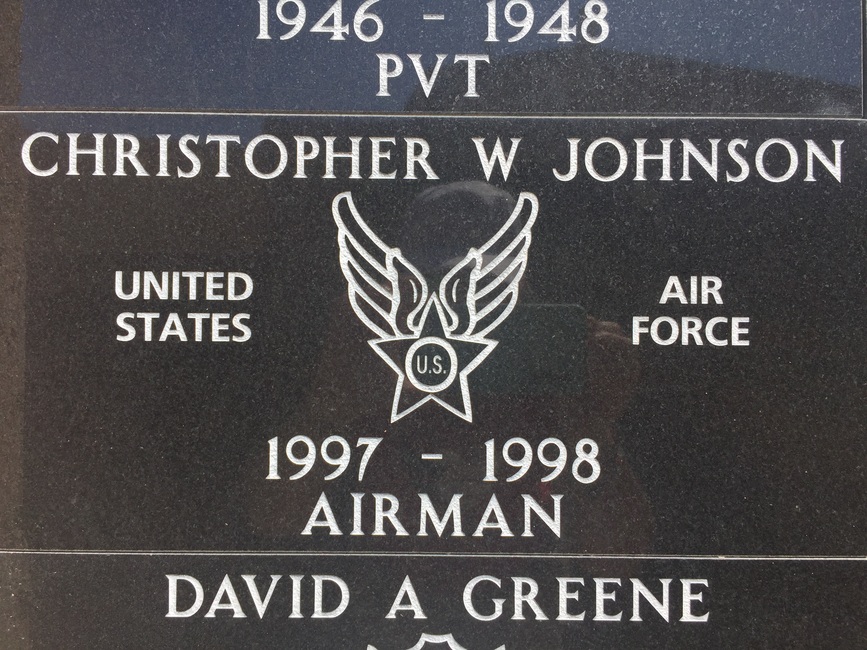 1946 – 1948
PVT
CHRISTOPHER W JOHNSON
UNITED
STATES
AIR
FORCE
U.S.
1997 – 1998
AIRMAN
DAVID A GREENE